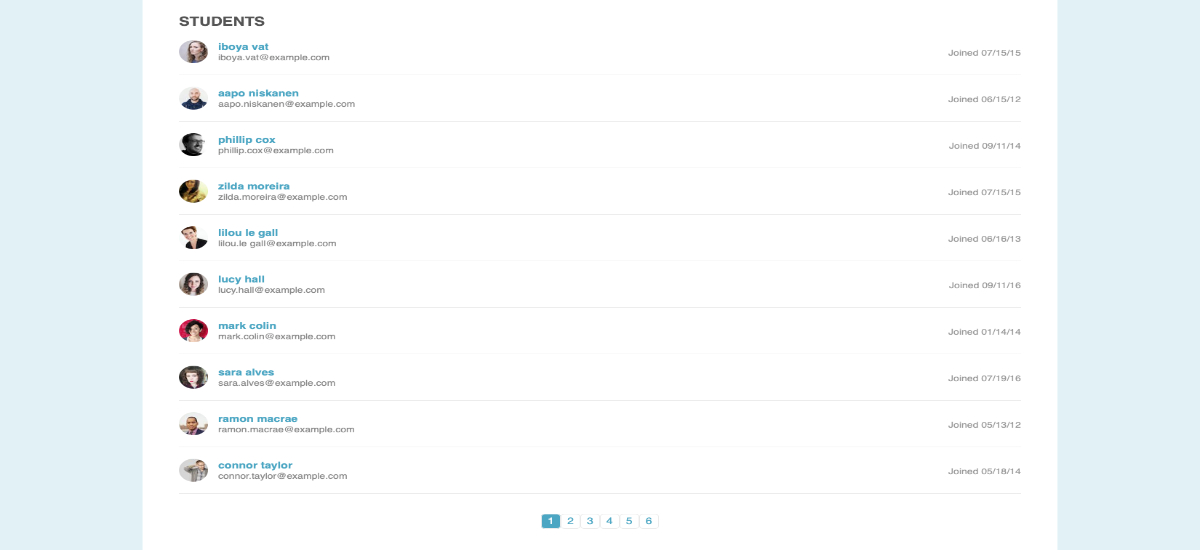 STUDENTS
iboya vat
iboya.vat@example.com
Joined 07/15/15
aapo niskanen
aapo.niskanen@example.com
Joined 06/15/12
phillip cox
phillip.cox@example.com
Joined 09/11/14
zilda moreira
zilda.moreira@example.com
Joined 07/15/15
lilou le gall
lilou.le gall@example.com
Joined 06/16/13
lucy hall
lucy.hall@example.com
Joined 09/11/16
mark colin
mark.colin@example.com
Joined 01/14/14
sara alves
sara.alves@example.com
Joined 07/19/16
ramon macrae
ramon.macrae@example.com
Joined 05/13/12
connor taylor
connor.taylor@example.com
Joined 05/18/14
1 2 3 4 5 6